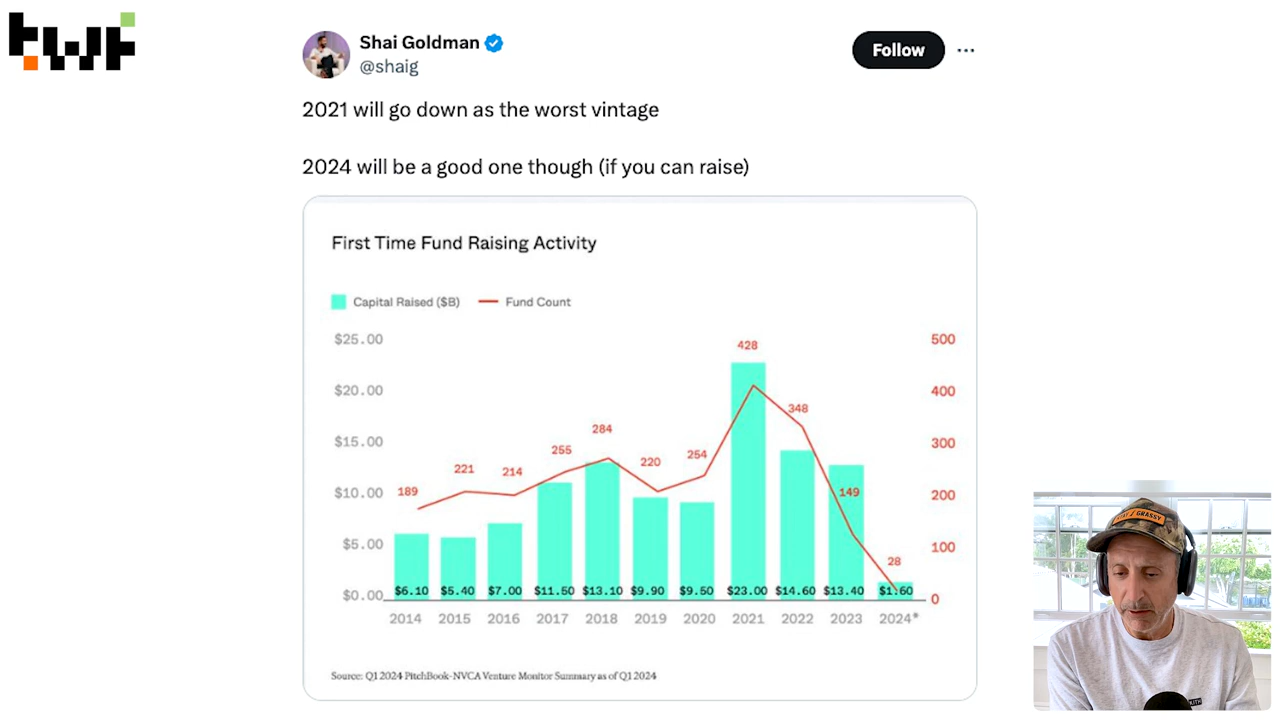 twf
Shai Goldman
@shaig
Follow
2021 will go down as the worst vintage
2024 will be a good one though (if you can raise)
First Time Fund Raising Activity
Capital Raised ($B) Fund Count
$25.00
$20.00
$15.00
$10.00
$5.00
$0.00
500
400
300
200
100
0
189
221
214
255
284
220
254
428
348
149
28
$6.10 $5.40 $7.00 $11.50 $13.10 $9.90 $9.50 $23.00 $14.60 $13.40 $1.60
2014 2015 2016 2017 2018 2019 2020 2021 2022 2023 2024*
Source: Q1 2024 PitchBook-NVCA Venture Monitor Summary as of Q1 2024
GRASSY